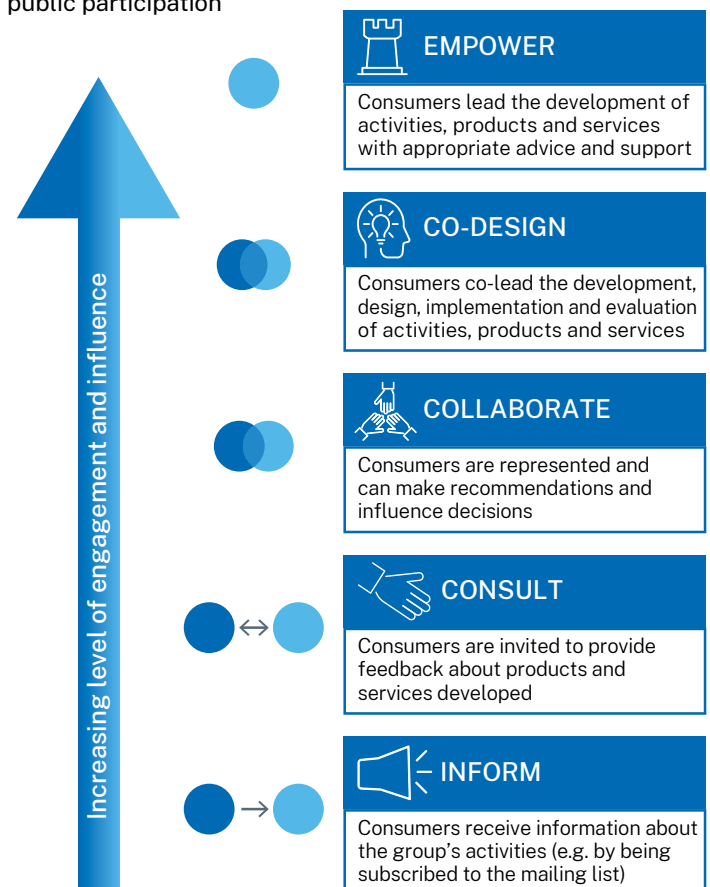 public participation
EMPOWER
Consumers lead the development of
activities, products and services
with appropriate advice and support
CO-DESIGN
Consumers co-lead the development,
design, implementation and evaluation
of activities, products and services
COLLABORATE
Consumers are represented and
can make recommendations and
influence decisions
CONSULT
Consumers are invited to provide
feedback about products and
services developed
INFORM
Consumers receive information about
the group's activities (e.g. by being
subscribed to the mailing list)
Increasing level of engagement and influence